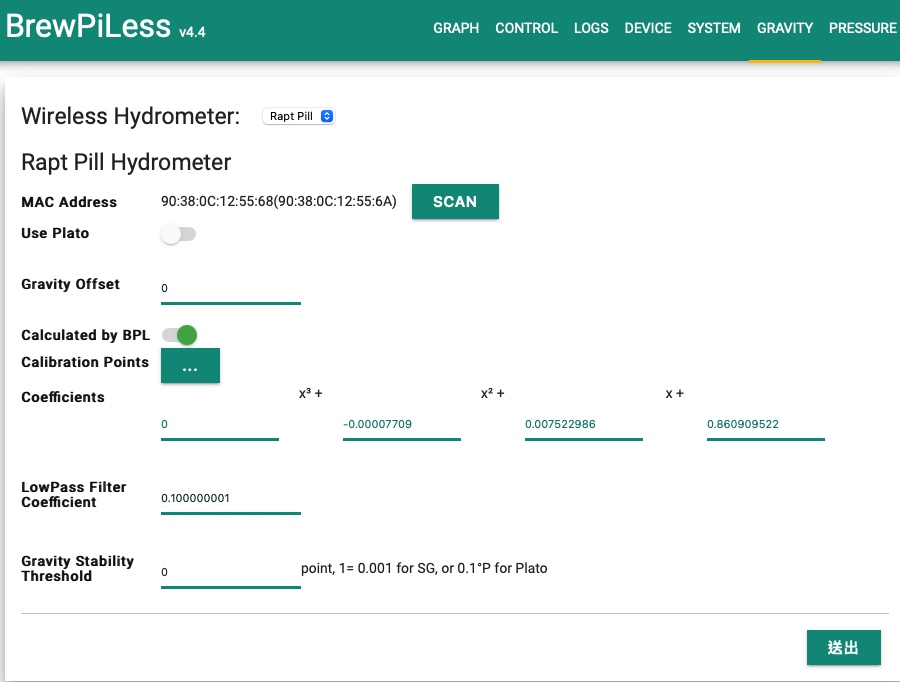 BrewPiLess v4.4
GRAPH CONTROL LOGS DEVICE SYSTEM GRAVITY PRESSURE
Wireless Hydrometer: Rapt Pill
Rapt Pill Hydrometer
MAC Address 90:38:0C:12:55:68(90:38:0C:12:55:6A) SCAN
Use Plato
Gravity Offset 0
Calculated by BPL
Calibration Points ...
Coefficients x³ + x² + x +
0 -0.00007709 0.007522986 0.860909522
LowPass Filter
Coefficient 0.100000001
Gravity Stability
Threshold 0 point, 1= 0.001 for SG, or 0.1°P for Plato
送出